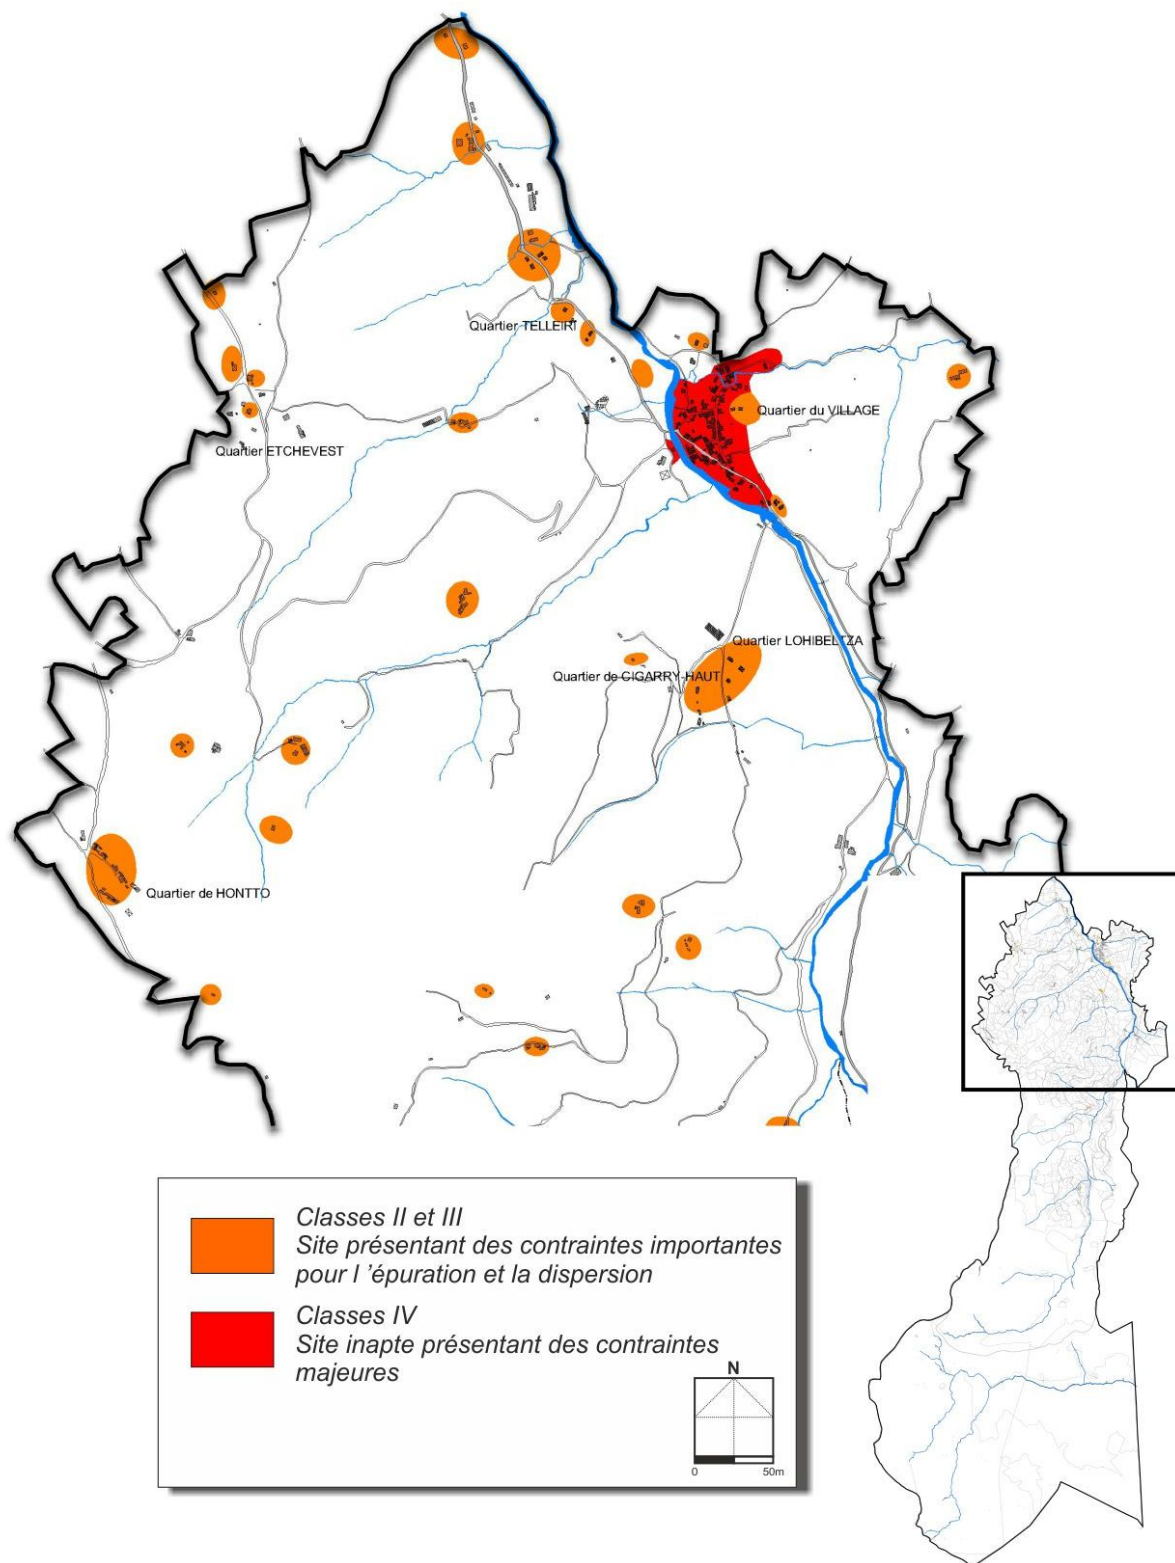 Quartier TELLEIRI
Quartier du VILLAGE
Quartier ETCHEVEST
Quartier LOHIBELTZA
Quartier de CIGARRY-HAUT
Quartier de HONTTO
Classes II et III
Site présentant des contraintes importantes
pour l ’épuration et la dispersion
Classes IV
Site inapte présentant des contraintes
majeures
N
0 50m